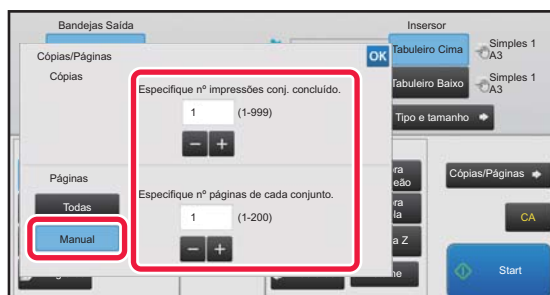 Bandejas Saída
Insersor
Cópias/Páginas
OK
Tabuleiro Cima
Simples 1
A3
Cópias
Especifique nº impressões conj. concluído.
Tabuleiro Baixo
Simples 1
A3
1
(1-999)
Tipo e tamanho
Páginas
Especifique nº páginas de cada conjunto.
Cópias/Páginas
Todas
1
(1-200)
CA
Manual
Start